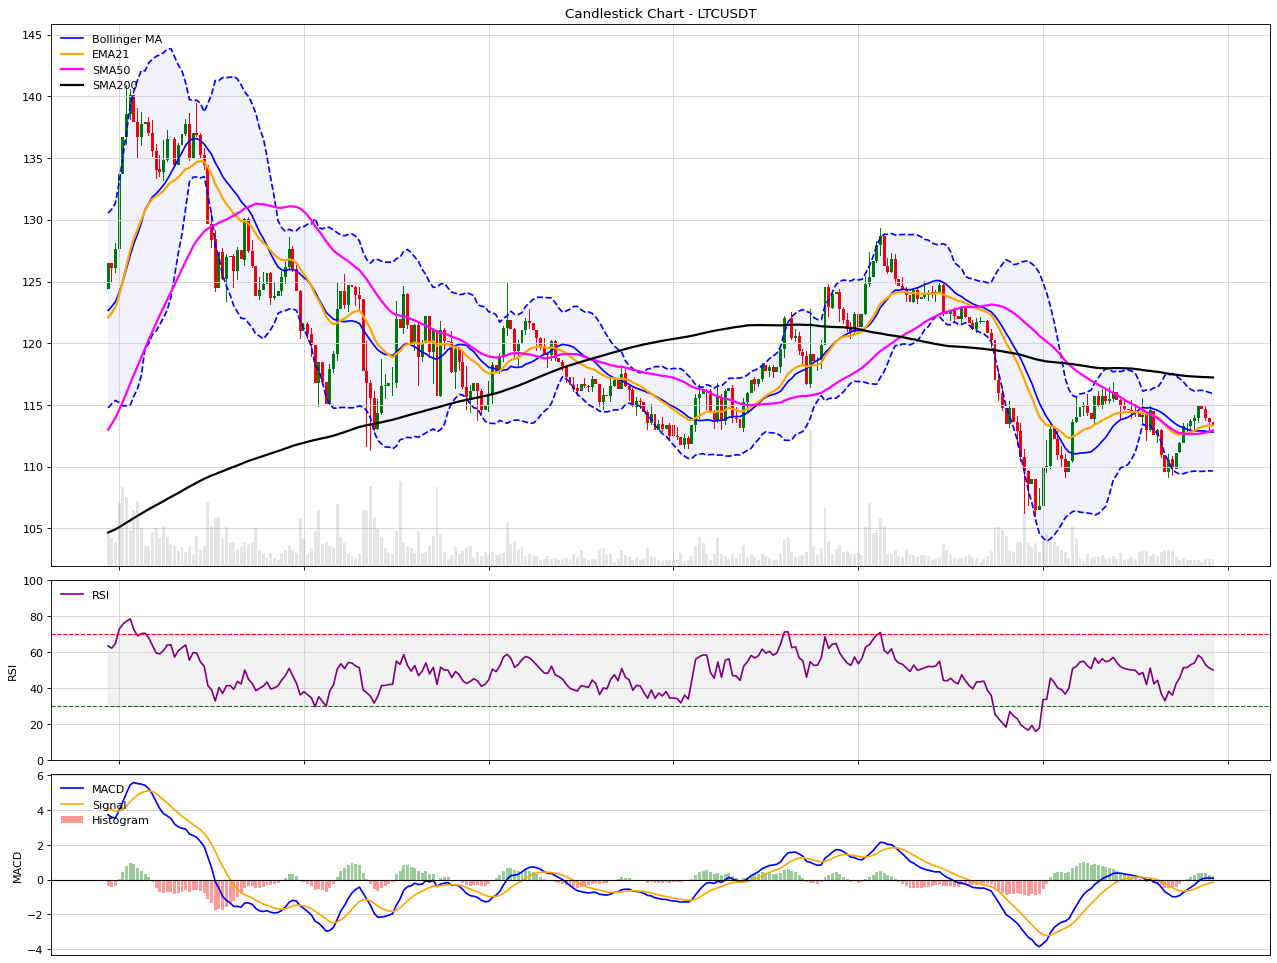 Candlestick Chart - LTCUSDT
145
140
135
130
125
120
115
110
105
Bollinger MA
EMA21
SMA50
SMA200
100
80
60
40
20
0
RSI
RSI
6
4
2
0
−2
−4
MACD
MACD
Signal
Histogram